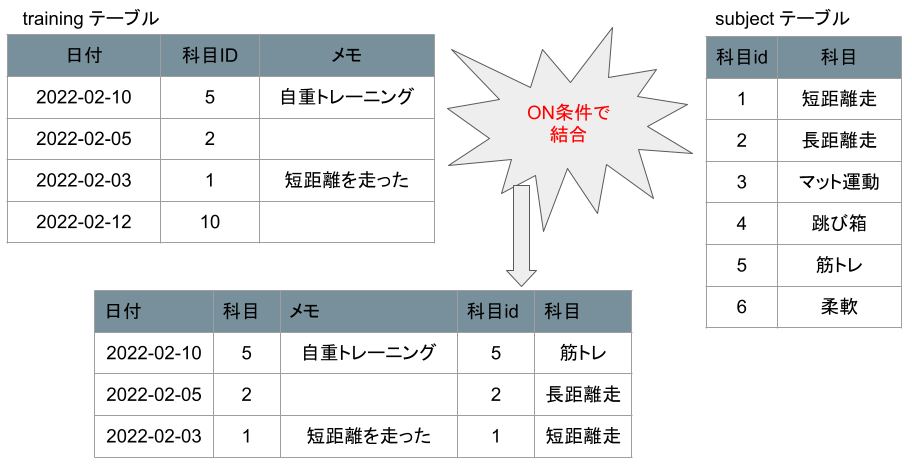 training テーブル
日付 科目ID メモ
2022-02-10 5 自重トレーニング
2022-02-05 2
2022-02-03 1 短距離を走った
2022-02-12 10
ON条件で
結合
subject テーブル
科目id 科目
1 短距離走
2 長距離走
3 マット運動
4 跳び箱
5 筋トレ
6 柔軟
日付 科目 メモ 科目id 科目
2022-02-10 5 自重トレーニング 5 筋トレ
2022-02-05 2 2 長距離走
2022-02-03 1 短距離を走った 1 短距離走